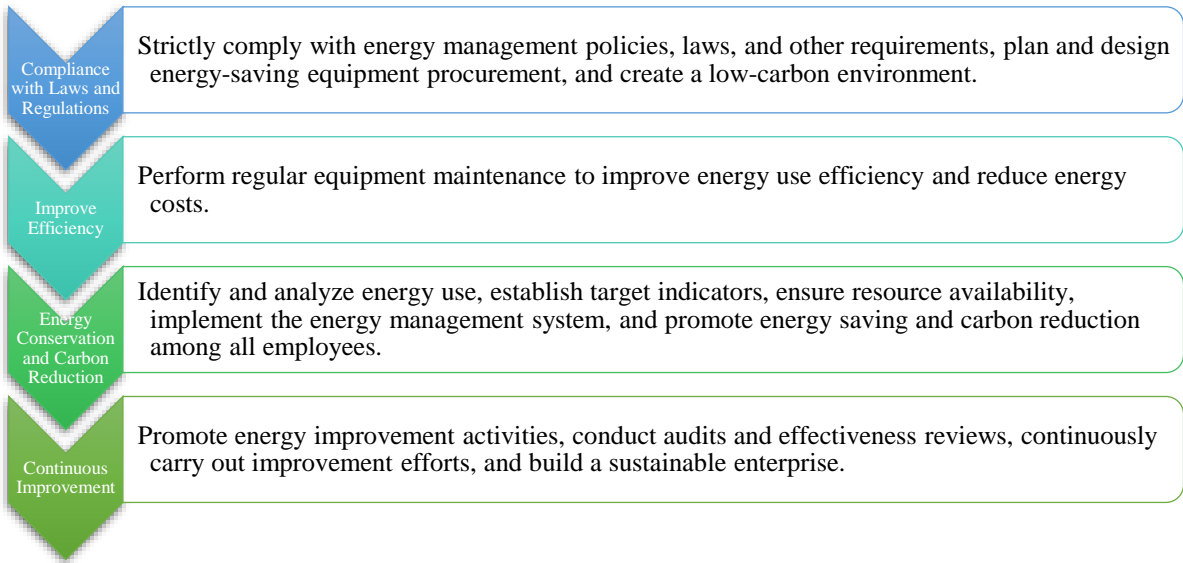 Compliance
with Laws and
Regulations
Strictly comply with energy management policies, laws, and other requirements, plan and design
energy-saving equipment procurement, and create a low-carbon environment.
Improve
Efficiency
Perform regular equipment maintenance to improve energy use efficiency and reduce energy
costs.
Energy
Conservation
and Carbon
Reduction
Identify and analyze energy use, establish target indicators, ensure resource availability,
implement the energy management system, and promote energy saving and carbon reduction
among all employees.
Continuous
Improvement
Promote energy improvement activities, conduct audits and effectiveness reviews, continuously
carry out improvement efforts, and build a sustainable enterprise.